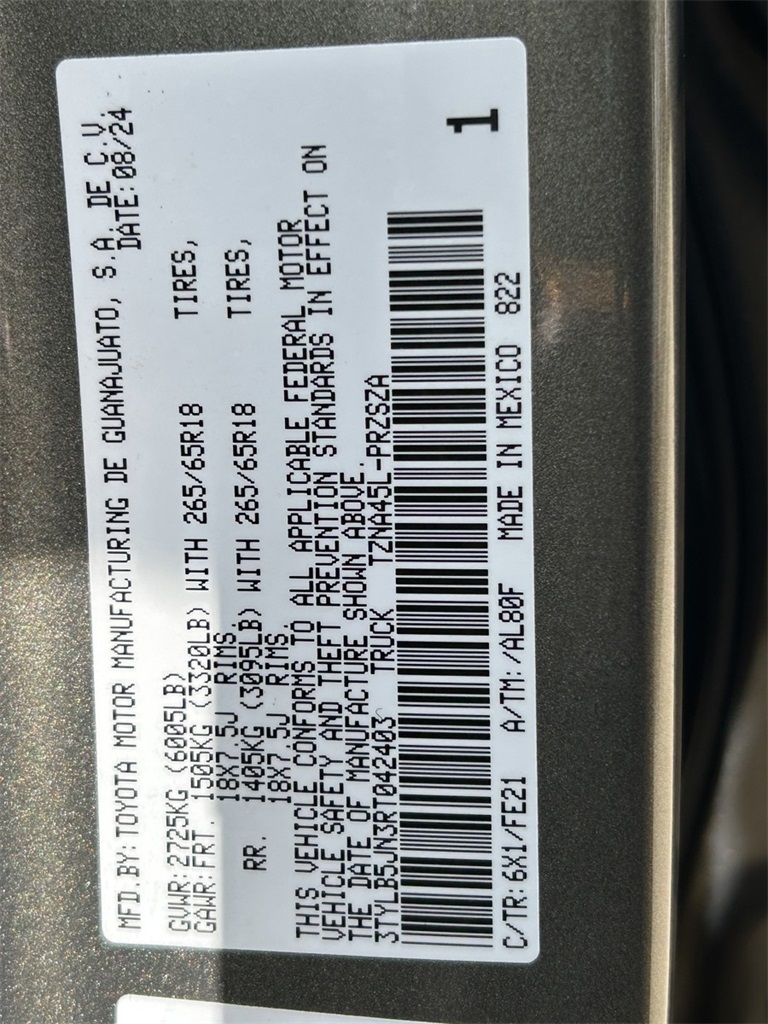 MFD.BY:TOYOTA MOTOR MANUFACTURING DE GUANAJUATO, S.A. DE C.V.
DATE:08/24
GVWR:2725KG (6005LB)
GAWR:FRT. 1505KG (3320LB) WITH 265/65R18 TIRES,
18X7.5J RIMS.
RR. 1405KG (3095LB) WITH 265/65R18 TIRES,
18X7.5J RIMS
THIS VEHICLE CONFORMS TO ALL APPLICABLE FEDERAL MOTOR
VEHICLE SAFETY AND THEFT PREVENTION STANDARDS IN EFFECT ON
THE DATE OF MANUFACTURE SHOWN ABOVE.
3TYLB5JN3RT042403 TRUCK TZNA45L-PRZSZA
1
C/TR:6X1/FE21 A/TM:/AL80F MADE IN MEXICO 822